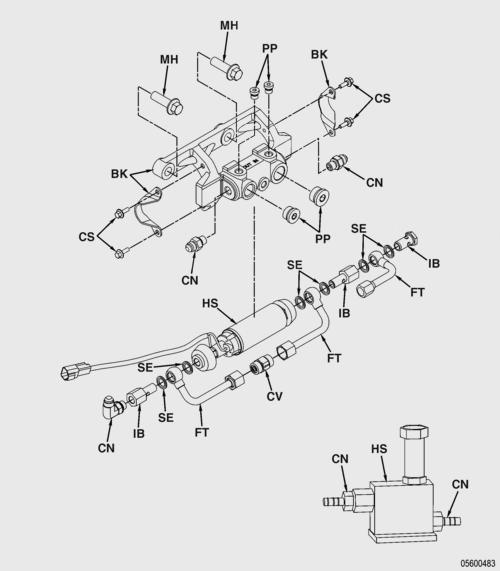 MH
PP
BK
MH
CS
BK
CN
CS
PP
SE
CN
SE
IB
HS
IB
FT
SE
FT
CV
SE
IB
FT
CN
HS
CN
CN
05600483